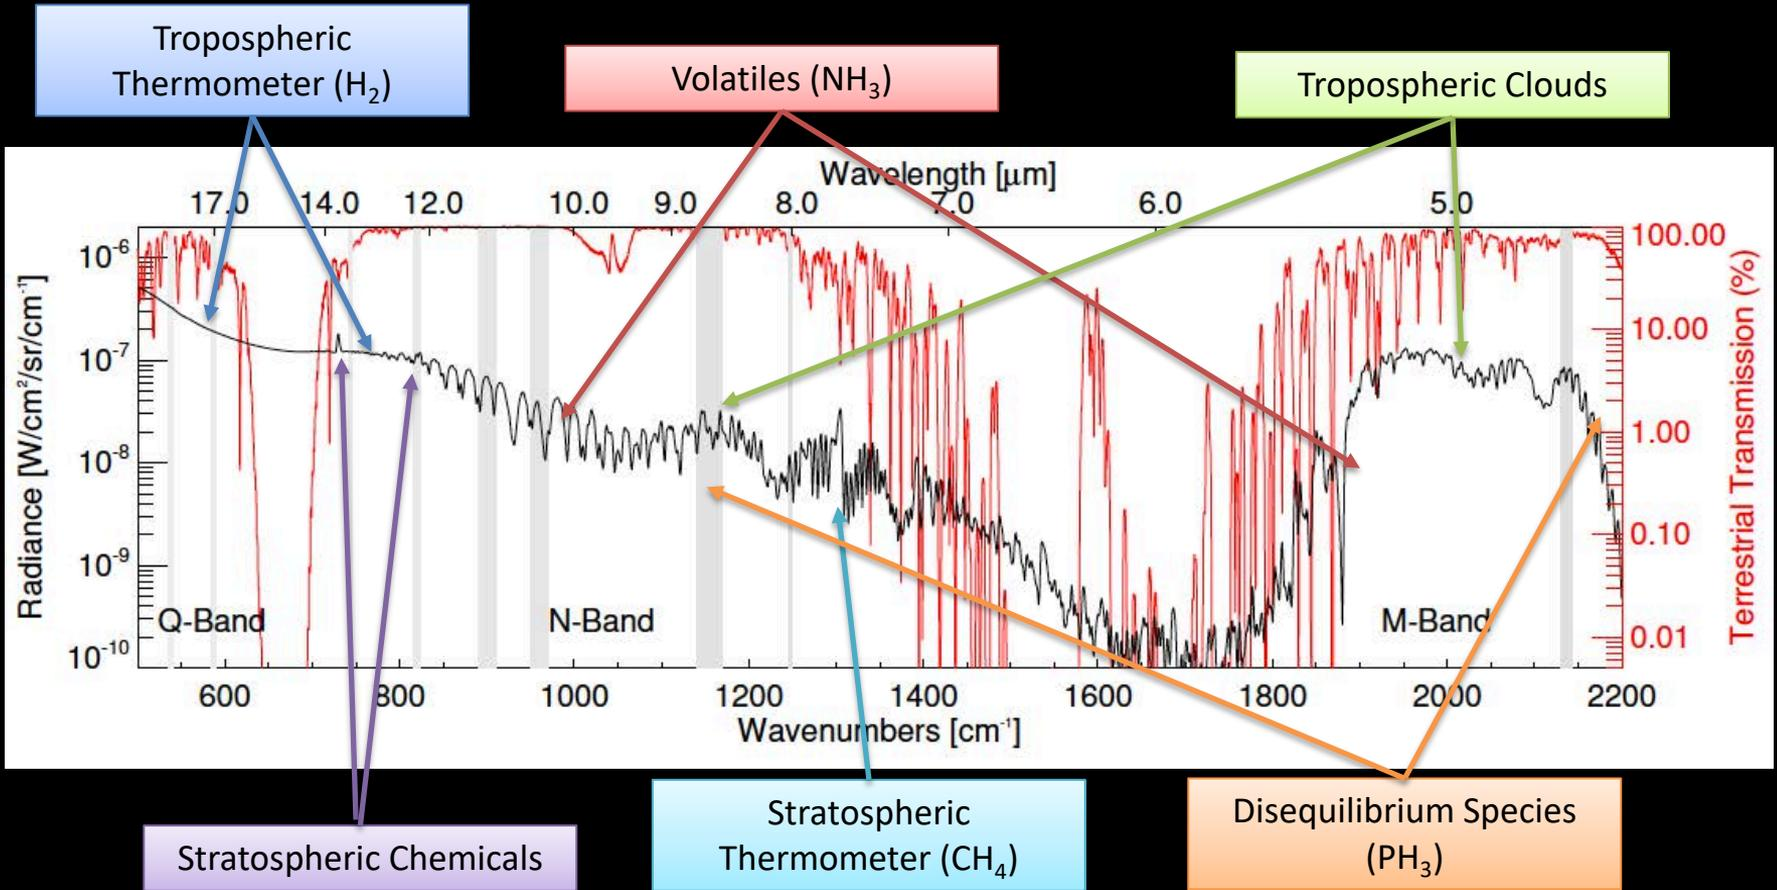 Tropospheric
Thermometer (H₂)
Volatiles (NH₃)
Tropospheric Clouds
Wavelength [μm]
17.0 14.0 12.0 10.0 9.0 8.0 7.0 6.0 5.0
Radiance [W/cm²/sr/cm⁻¹]
10⁻⁶
10⁻⁷
10⁻⁸
10⁻⁹
10⁻¹⁰
100.00
10.00
1.00
0.10
0.01
Terrestrial Transmission (%)
Q-Band N-Band M-Band
600 800 1000 1200 1400 1600 1800 2000 2200
Wavenumbers [cm⁻¹]
Stratospheric Chemicals
Stratospheric
Thermometer (CH₄)
Disequilibrium Species
(PH₃)